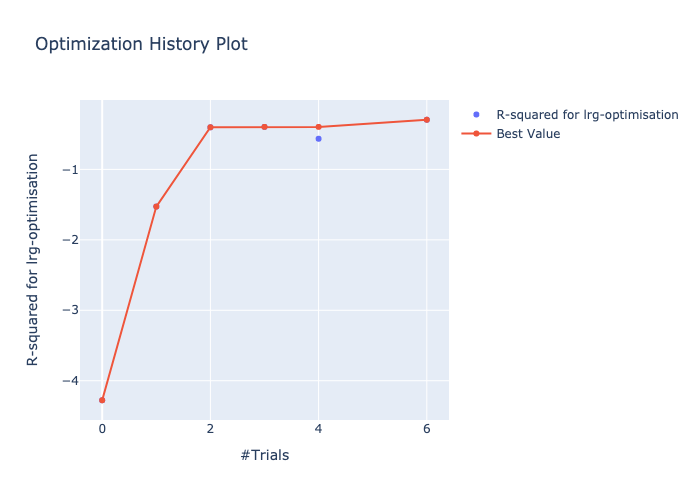 Optimization History Plot
R-squared for lrg-optimisation
Best Value
R-squared for lrg-optimisation
−1
−2
−3
−4
0
2
4
6
#Trials